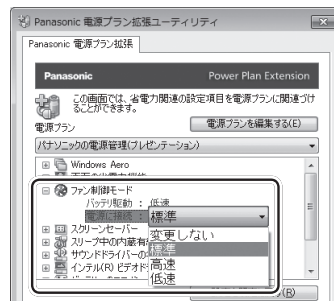 Panasonic 電源プラン拡張ユーティリティ
Panasonic 電源プラン拡張
Panasonic Power Plan Extension
この画面では、省電力関連の設定項目を電源プランに関連づけ
ることができます。
電源プラン 電源プランを編集する(E)
パナソニックの電源管理(プレゼンテーション)
Windows Aero
ファン制御モード
バッテリ駆動 : 低速
電源に接続 : 標準
変更しない
標準
高速
低速
スクリーンセーバー
スリープ中の内蔵有
サウンドドライバーの
インテル(R) ビデオド
(R)